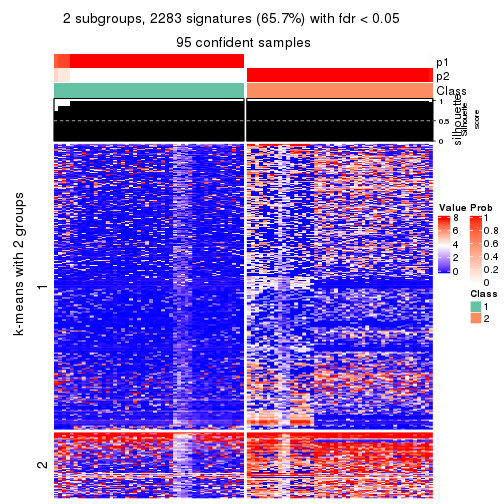 2 subgroups, 2283 signatures (65.7%) with fdr < 0.05
95 confident samples
p1
p2
Class
silhouette
Silhouette
score
1
0.5
0
k-means with 2 groups
1
2
Value
8
6
4
2
0
Prob
1
0.8
0.6
0.4
0.2
0
Class
1
2